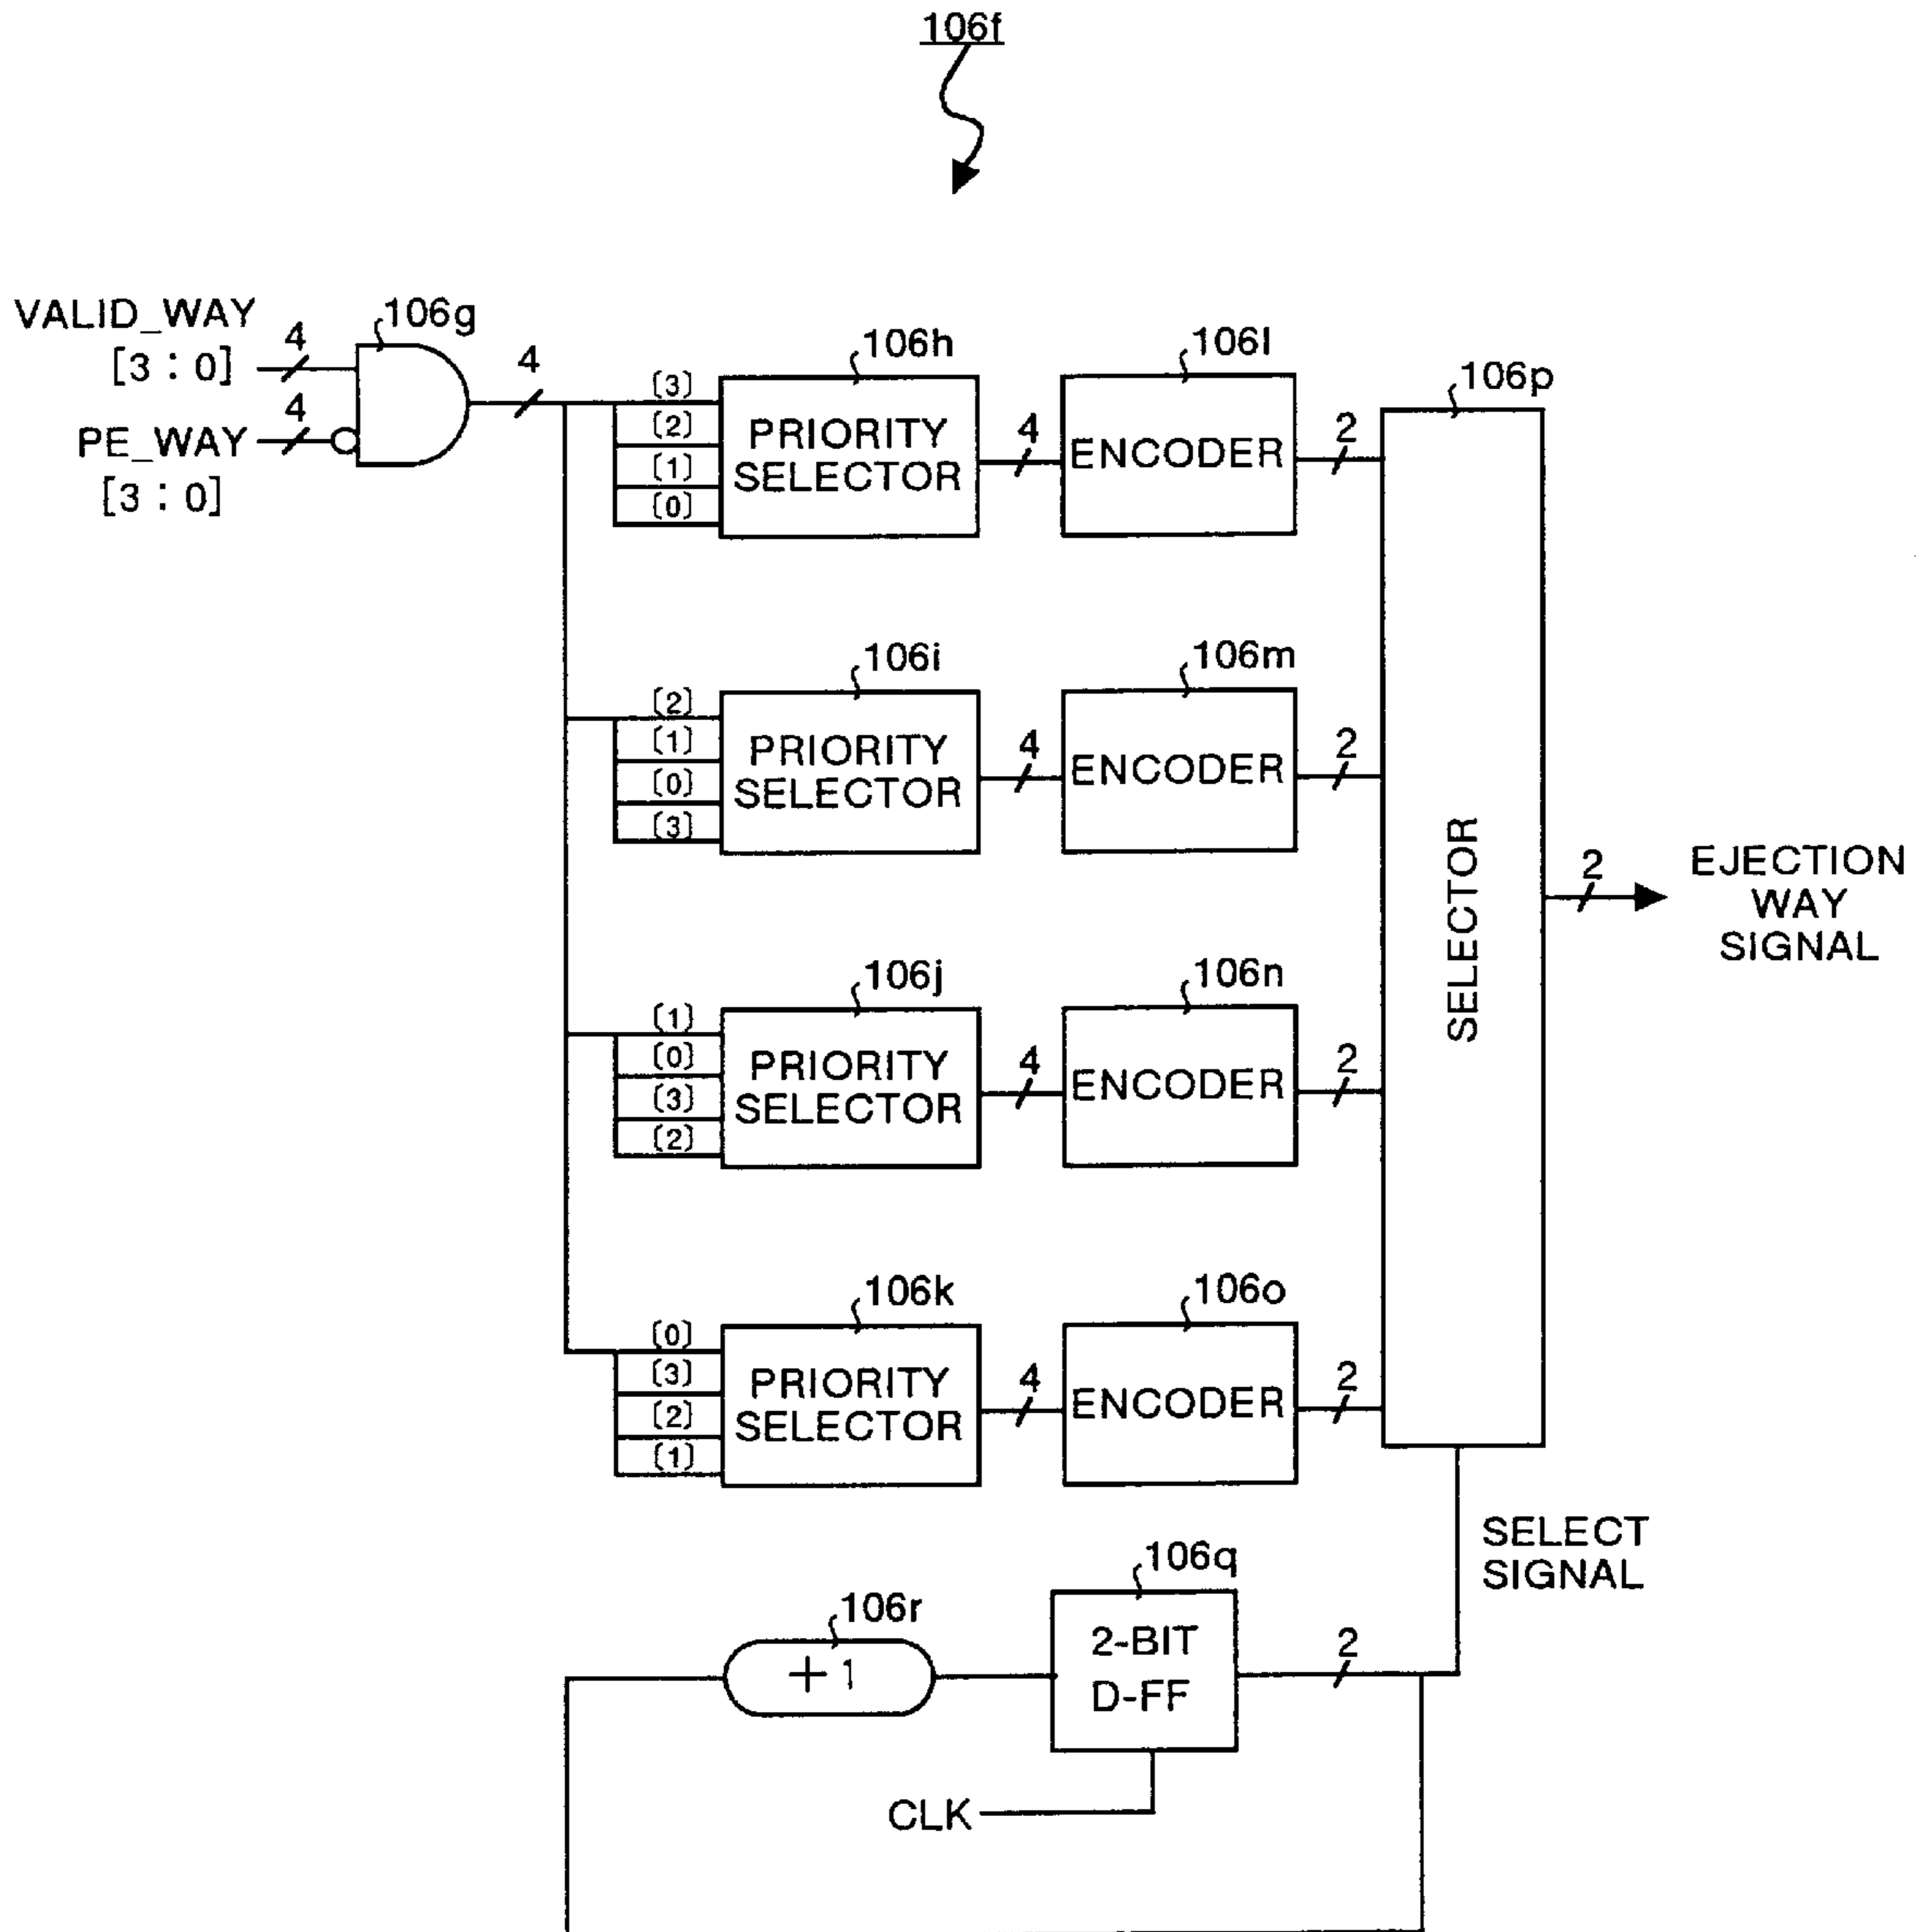 106f
VALID_WAY
[3 : 0]
4
106g
4
PE_WAY
[3 : 0]
4
106h
[3]
[2]
[1]
[0]
PRIORITY
SELECTOR
4
106l
ENCODER
2
106p
SELECTOR
106i
[2]
[1]
[0]
[3]
PRIORITY
SELECTOR
4
106m
ENCODER
2
2
EJECTION
WAY
SIGNAL
106j
[1]
[0]
[3]
[2]
PRIORITY
SELECTOR
4
106n
ENCODER
2
106k
[0]
[3]
[2]
[1]
PRIORITY
SELECTOR
4
106o
ENCODER
2
SELECT
SIGNAL
106r
+ 1
106q
2-BIT
D-FF
2
CLK